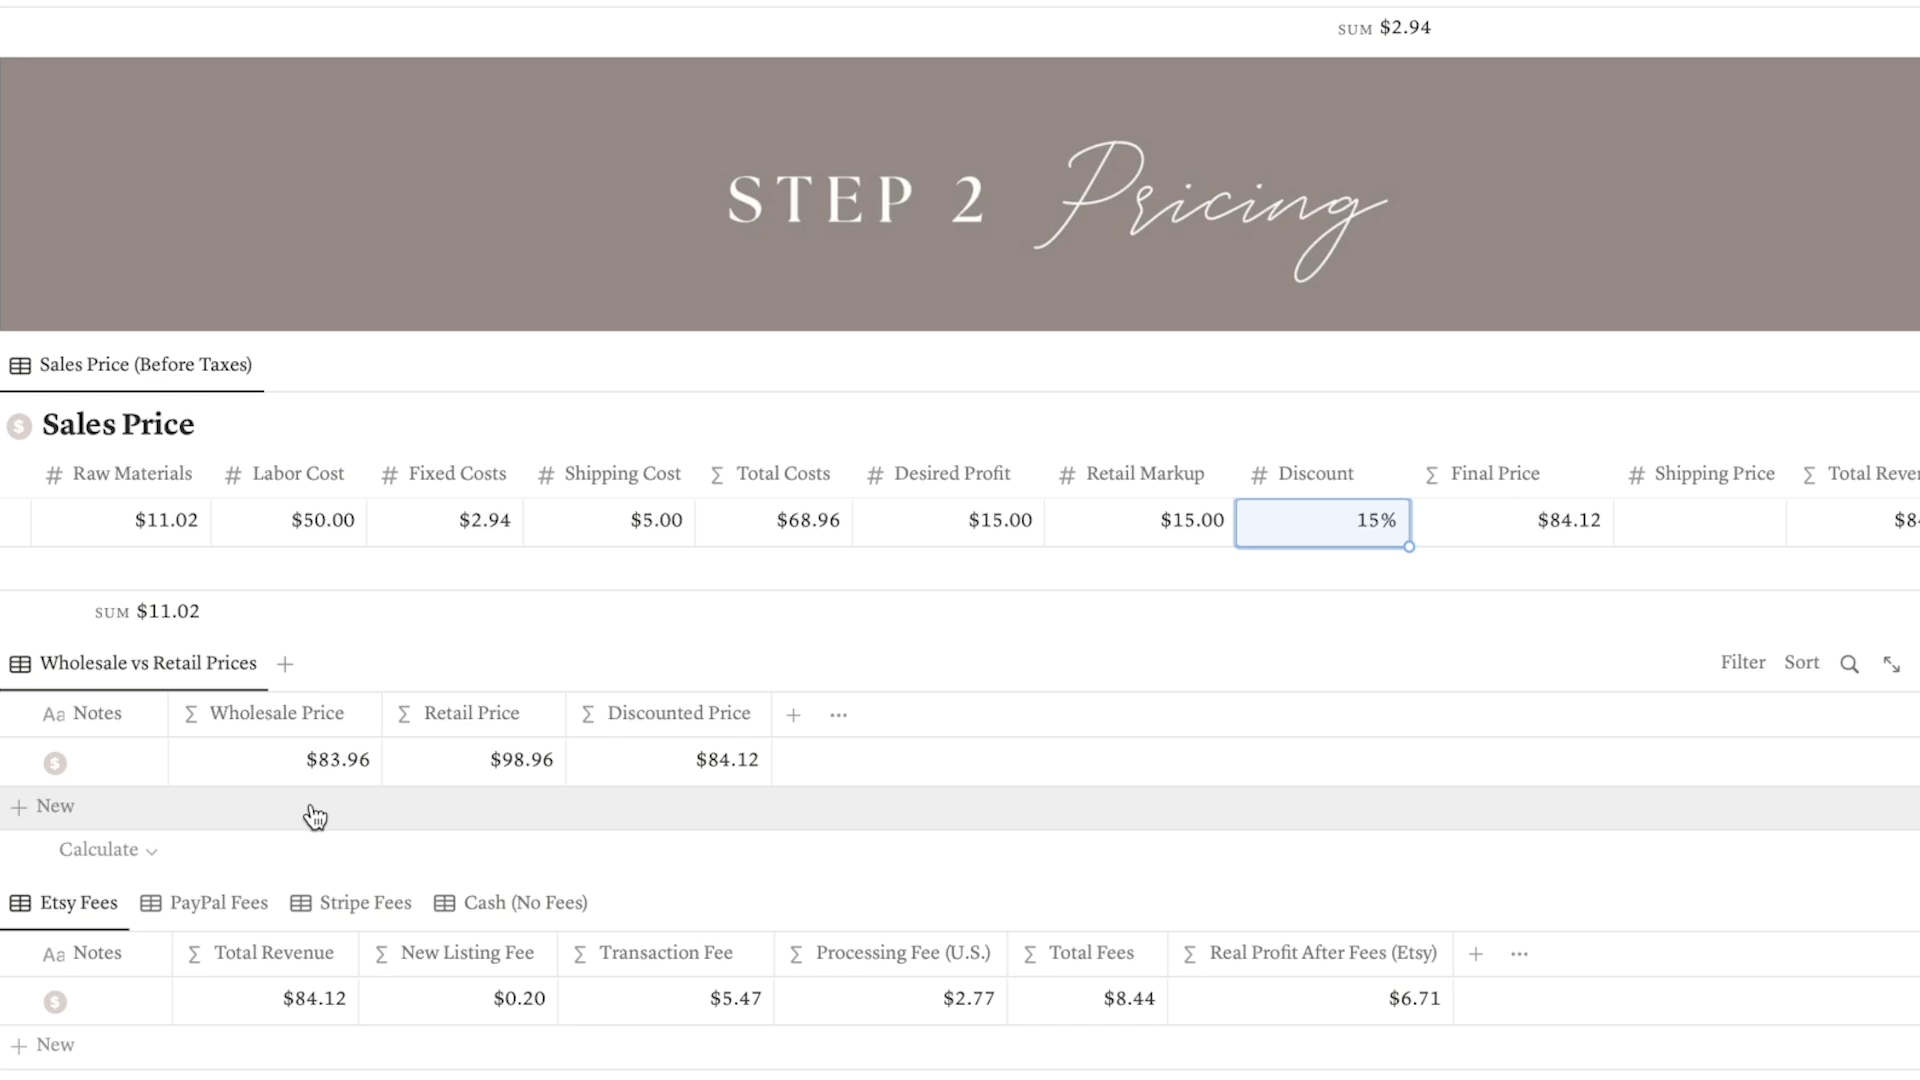 SUM $2.94
STEP 2 Pricing
Sales Price (Before Taxes)
$ Sales Price
# Raw Materials # Labor Cost # Fixed Costs # Shipping Cost Σ Total Costs # Desired Profit # Retail Markup # Discount Σ Final Price # Shipping Price Σ Total Rever
$11.02 $50.00 $2.94 $5.00 $68.96 $15.00 $15.00 15% $84.12 $84
SUM $11.02
Wholesale vs Retail Prices + Filter Sort
Aa Notes Σ Wholesale Price Σ Retail Price Σ Discounted Price + ...
$ $83.96 $98.96 $84.12
+ New
Calculate
Etsy Fees PayPal Fees Stripe Fees Cash (No Fees)
Aa Notes Σ Total Revenue Σ New Listing Fee Σ Transaction Fee Σ Processing Fee (U.S.) Σ Total Fees Σ Real Profit After Fees (Etsy) + ...
$ $84.12 $0.20 $5.47 $2.77 $8.44 $6.71
+ New